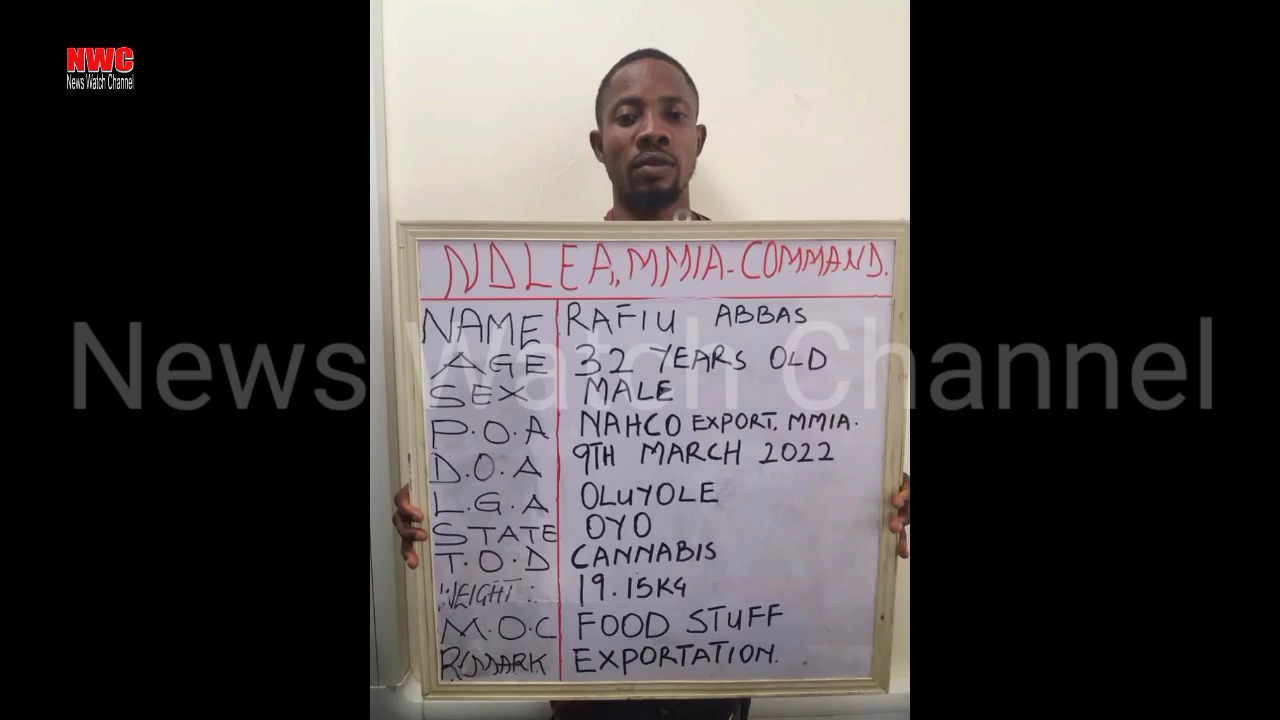 NWC
News Watch Channel
NDLEA, MMIA-COMMAND.
NAME RAFIU ABBAS
AGE 32 YEARS OLD
SEX MALE
P.O.A NAHCO EXPORT. MMIA.
D.O.A 9TH MARCH 2022
L.G.A OLUYOLE
STATE OYO
T.O.D CANNABIS
WEIGHT: 19.15KG
M.O.C FOOD STUFF
R/MARK EXPORTATION.
News Watch Channel